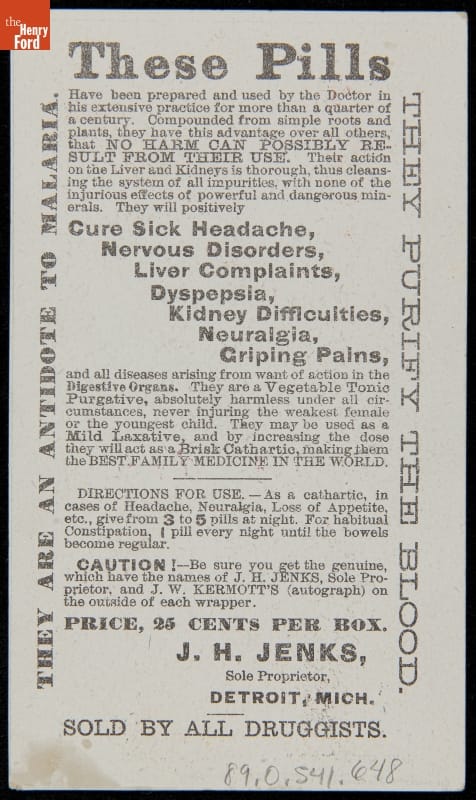 the
Henry
Ford
These Pills
Have been prepared and used by the Doctor in
his extensive practice for more than a quarter of
a century. Compounded from simple roots and
plants, they have this advantage over all others,
that NO HARM CAN POSSIBLY RE-
SULT FROM THEIR USE. Their action
on the Liver and Kidneys is thorough, thus cleans-
ing the system of all impurities, with none of the
injurious effects of powerful and dangerous min-
erals. They will positively
Cure Sick Headache,
Nervous Disorders,
Liver Complaints,
Dyspepsia,
Kidney Difficulties,
Neuralgia,
Griping Pains,
and all diseases arising from want of action in the
Digestive Organs. They are a Vegetable Tonic
Purgative, absolutely harmless under all cir-
cumstances, never injuring the weakest female
or the youngest child. They may be used as a
Mild Laxative, and by increasing the dose
they will act as a Brisk Cathartic, making them
the BEST FAMILY MEDICINE IN THE WORLD.
DIRECTIONS FOR USE.—As a cathartic, in
cases of Headache, Neuralgia, Loss of Appetite,
etc., give from 3 to 5 pills at night. For habitual
Constipation, 1 pill every night until the bowels
become regular.
CAUTION!—Be sure you get the genuine,
which have the names of J. H. JENKS, Sole Pro-
prietor, and J. W. KERMOTT'S (autograph) on
the outside of each wrapper.
PRICE, 25 CENTS PER BOX.
J. H. JENKS,
Sole Proprietor,
DETROIT, MICH.
SOLD BY ALL DRUGGISTS.
THEY ARE AN ANTIDOTE TO MALARIA.
THEY PURIFY THE BLOOD.
89.0.541.648